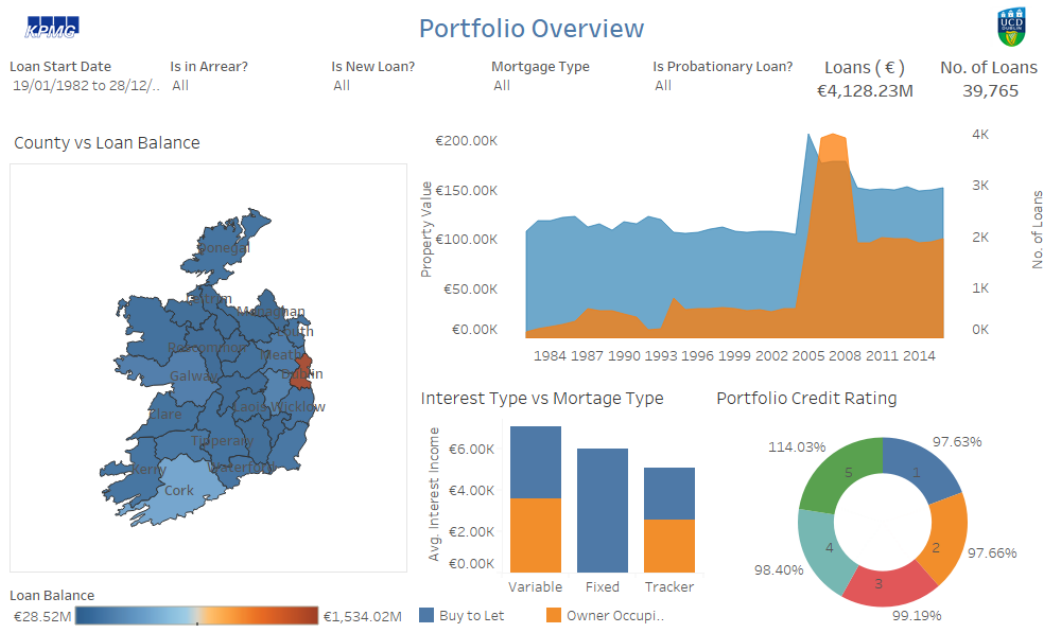 KPMG
Portfolio Overview
UCD
DUBLIN
Loan Start Date
19/01/1982 to 28/12/..
Is in Arrear?
All
Is New Loan?
All
Mortgage Type
All
Is Probationary Loan?
All
Loans ( € )
€4,128.23M
No. of Loans
39,765
County vs Loan Balance
Donegal
Leitrim
Monaghan
Louth
Roscommon
Meath
Galway
Dublin
Clare
Laois
Wicklow
Tipperary
Kerry
Waterford
Cork
Loan Balance
€28.52M
€1,534.02M
Property Value
€200.00K
€150.00K
€100.00K
€50.00K
€0.00K
4K
3K
2K
1K
0K
No. of Loans
1984 1987 1990 1993 1996 1999 2002 2005 2008 2011 2014
Interest Type vs Mortage Type
Avg. Interest Income
€6.00K
€4.00K
€2.00K
€0.00K
Variable Fixed Tracker
Buy to Let
Owner Occupi..
Portfolio Credit Rating
114.03%
97.63%
5
1
4
2
98.40%
97.66%
3
99.19%